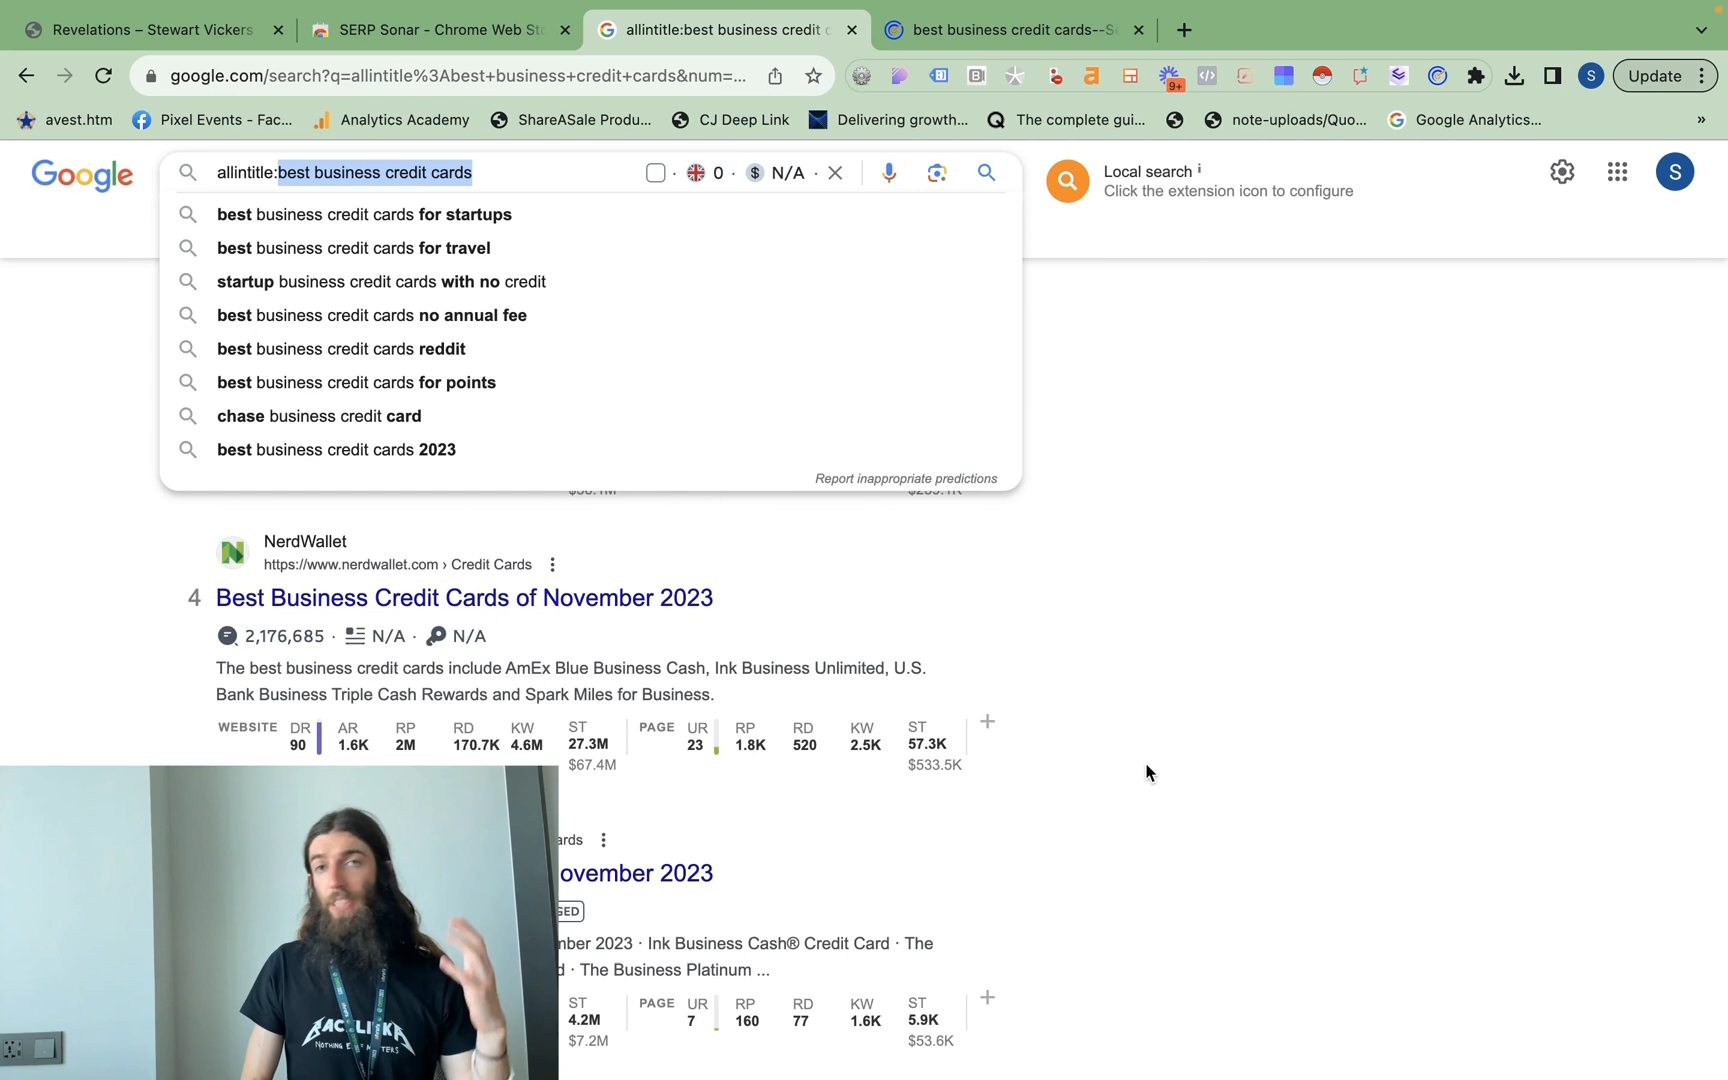 Revelations – Stewart Vickers
SERP Sonar - Chrome Web Sto
allintitle:best business credit c
best business credit cards--S
google.com/search?q=allintitle%3Abest+business+credit+cards&num=...
9+
S
Update
avest.htm
Pixel Events - Fac...
Analytics Academy
ShareASale Produ...
CJ Deep Link
Delivering growth...
The complete gui...
note-uploads/Quo...
Google Analytics...
»
Google
allintitle:best business credit cards
0 · $ N/A ·
Local search i
Click the extension icon to configure
S
best business credit cards for startups
best business credit cards for travel
startup business credit cards with no credit
best business credit cards no annual fee
best business credit cards reddit
best business credit cards for points
chase business credit card
best business credit cards 2023
Report inappropriate predictions
NerdWallet
https://www.nerdwallet.com › Credit Cards
4 Best Business Credit Cards of November 2023
2,176,685 · N/A · N/A
The best business credit cards include AmEx Blue Business Cash, Ink Business Unlimited, U.S.
Bank Business Triple Cash Rewards and Spark Miles for Business.
WEBSITE DR AR RP RD KW ST PAGE UR RP RD KW ST
90 1.6K 2M 170.7K 4.6M 27.3M 23 1.8K 520 2.5K 57.3K
$67.4M $533.5K
ards
ovember 2023
GED
mber 2023 · Ink Business Cash® Credit Card · The
d · The Business Platinum ...
ST PAGE UR RP RD KW ST
4.2M 7 160 77 1.6K 5.9K
$7.2M $53.6K